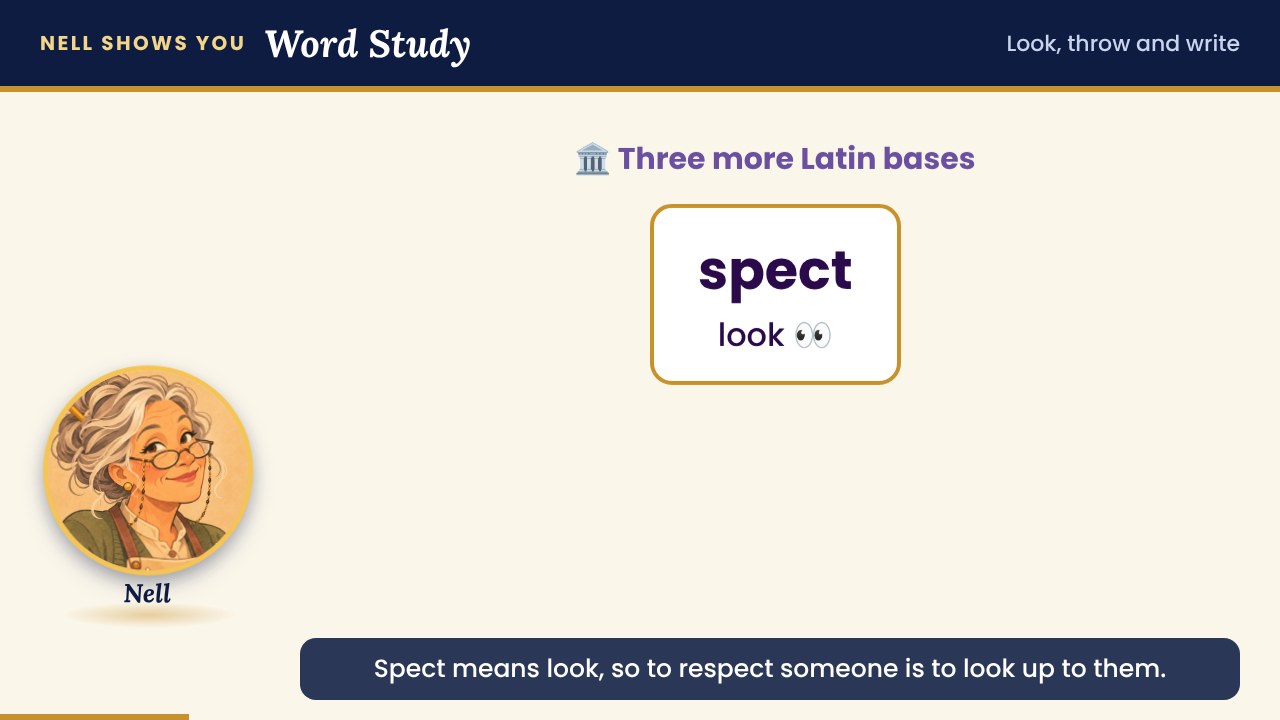 NELL SHOWS YOU Word Study
Look, throw and write
🏛️ Three more Latin bases
spect
look 👀
Nell
Spect means look, so to respect someone is to look up to them.